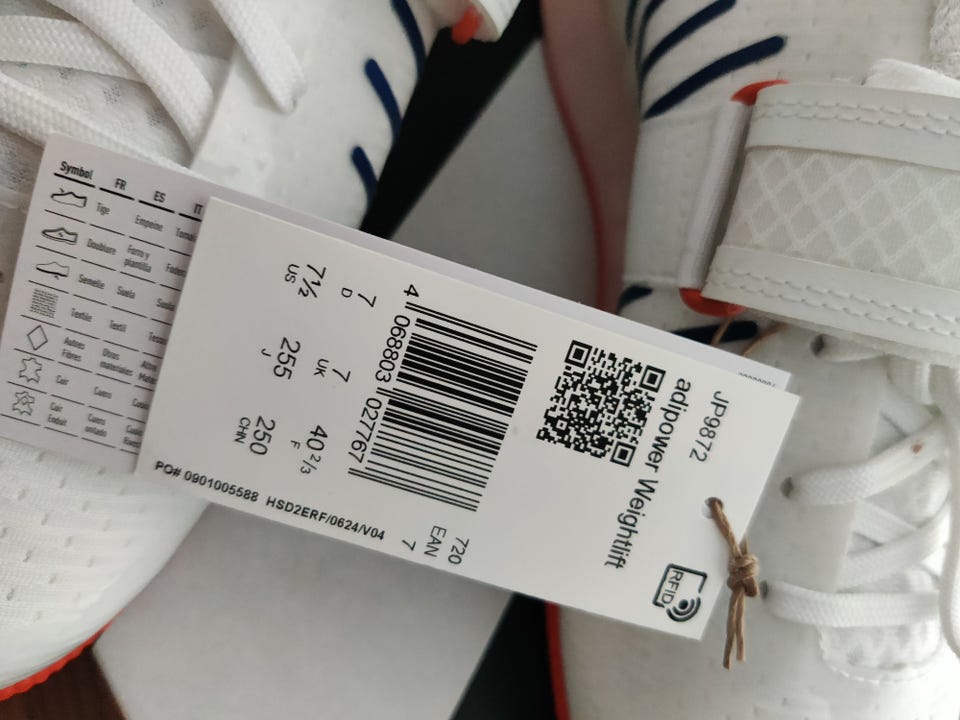 JP9872
adipower Weightlift
RFID
4 068803 027767
720
EAN
7
7 7 40 2/3
D UK F
7½ 255 250
US J CHN
PO# 0901005588 HSD2ERF/0624/V04
Symbol FR ES IT
Tige Empeine
Doublure Forro y plantilla
Semelle Suela
Textile Textil
Autres Fibres Otros materiales
Cuir Cuero
Cuir Enduit Cuero untado